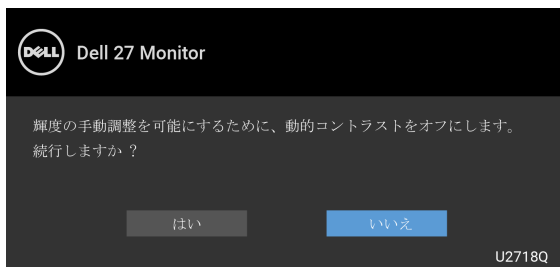 DELL
Dell 27 Monitor
輝度の手動調整を可能にするために、動的コントラストをオフにします。
続行しますか ？
はい
いいえ
U2718Q